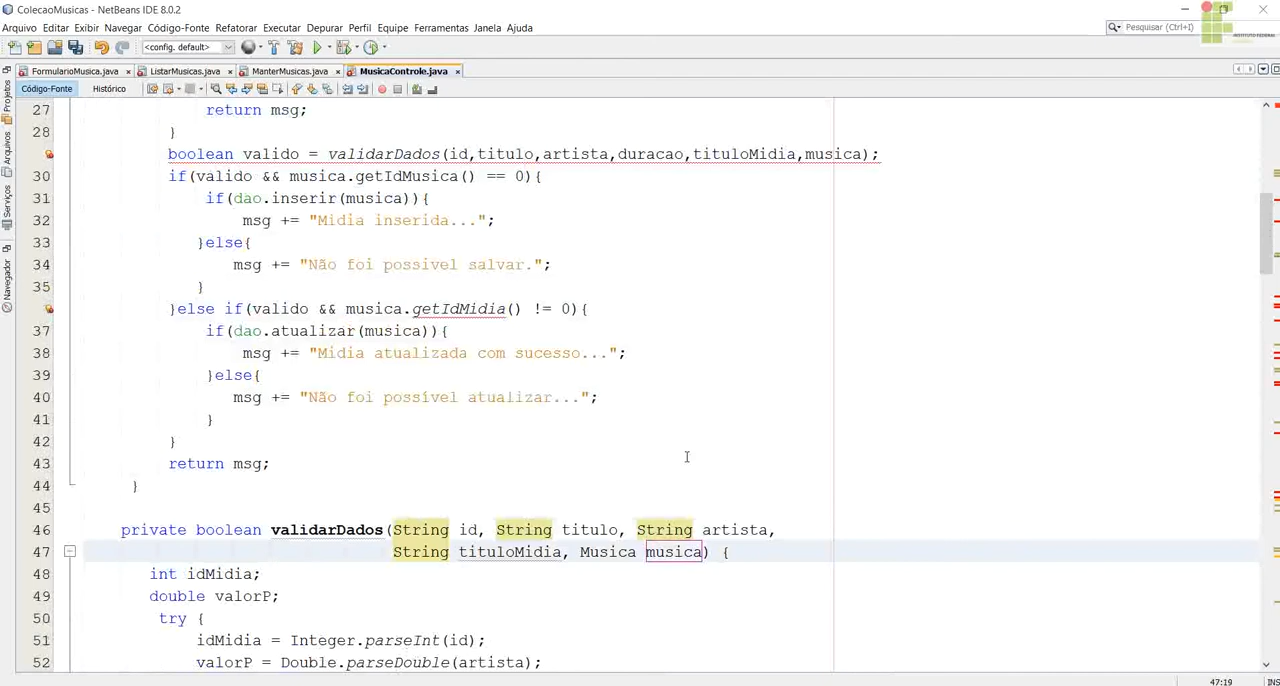 ColecaoMusicas - NetBeans IDE 8.0.2
Arquivo Editar Exibir Navegar Código-Fonte Refatorar Executar Depurar Perfil Equipe Ferramentas Janela Ajuda
Pesquisar (Ctrl+I)
INSTITUTO FEDERAL
<config. default>
FormularioMusica.java ListarMusicas.java ManterMusicas.java MusicaControle.java
Código-Fonte Histórico
Projetos
Arquivos
Serviços
Navegador
27 return msg;
28 }
boolean valido = validarDados(id,titulo,artista,duracao,tituloMidia,musica);
30 if(valido && musica.getIdMusica() == 0){
31 if(dao.inserir(musica)){
32 msg += "Midia inserida...";
33 }else{
34 msg += "Não foi possivel salvar.";
35 }
}else if(valido && musica.getIdMidia() != 0){
37 if(dao.atualizar(musica)){
38 msg += "Midia atualizada com sucesso...";
39 }else{
40 msg += "Não foi possível atualizar...";
41 }
42 }
43 return msg;
44 }
45
46 private boolean validarDados(String id, String titulo, String artista,
47 String tituloMidia, Musica musica) {
48 int idMidia;
49 double valorP;
50 try {
51 idMidia = Integer.parseInt(id);
52 valorP = Double.parseDouble(artista);
47:19 INS